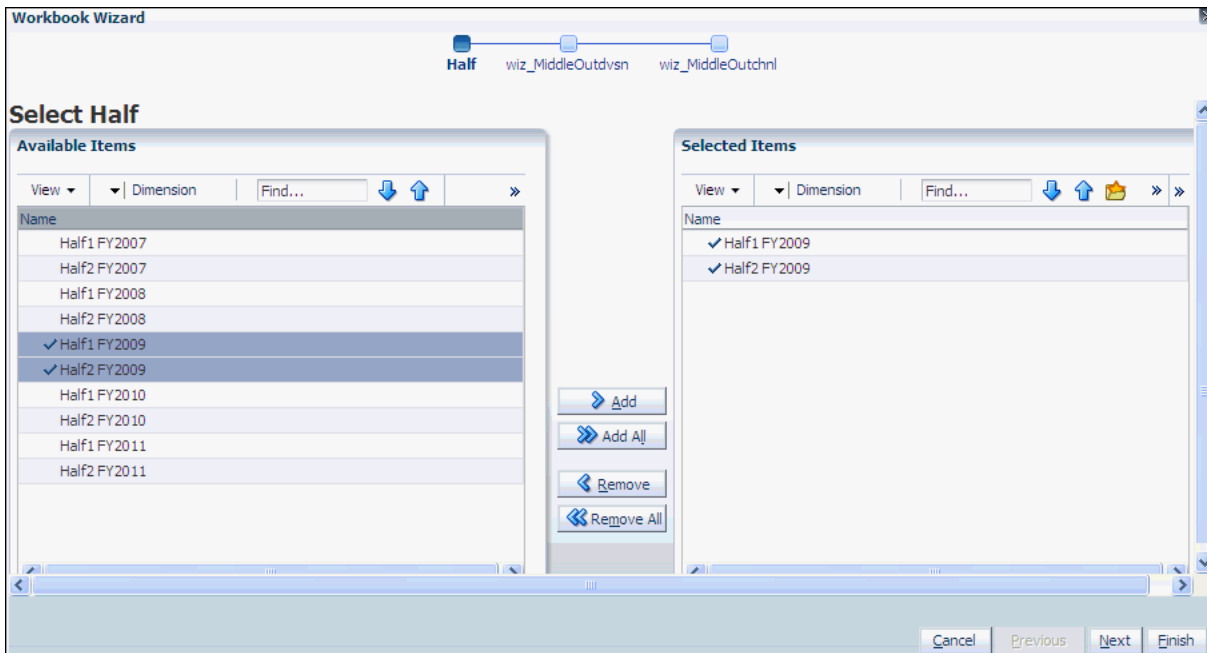 Workbook Wizard
Half wiz_MiddleOutdvsn wiz_MiddleOutchnl
Select Half
Available Items
View Dimension Find...
Name
Half1 FY2007
Half2 FY2007
Half1 FY2008
Half2 FY2008
Half1 FY2009
Half2 FY2009
Half1 FY2010
Half2 FY2010
Half1 FY2011
Half2 FY2011
Add
Add All
Remove
Remove All
Selected Items
View Dimension Find...
Name
Half1 FY2009
Half2 FY2009
Cancel Previous Next Finish